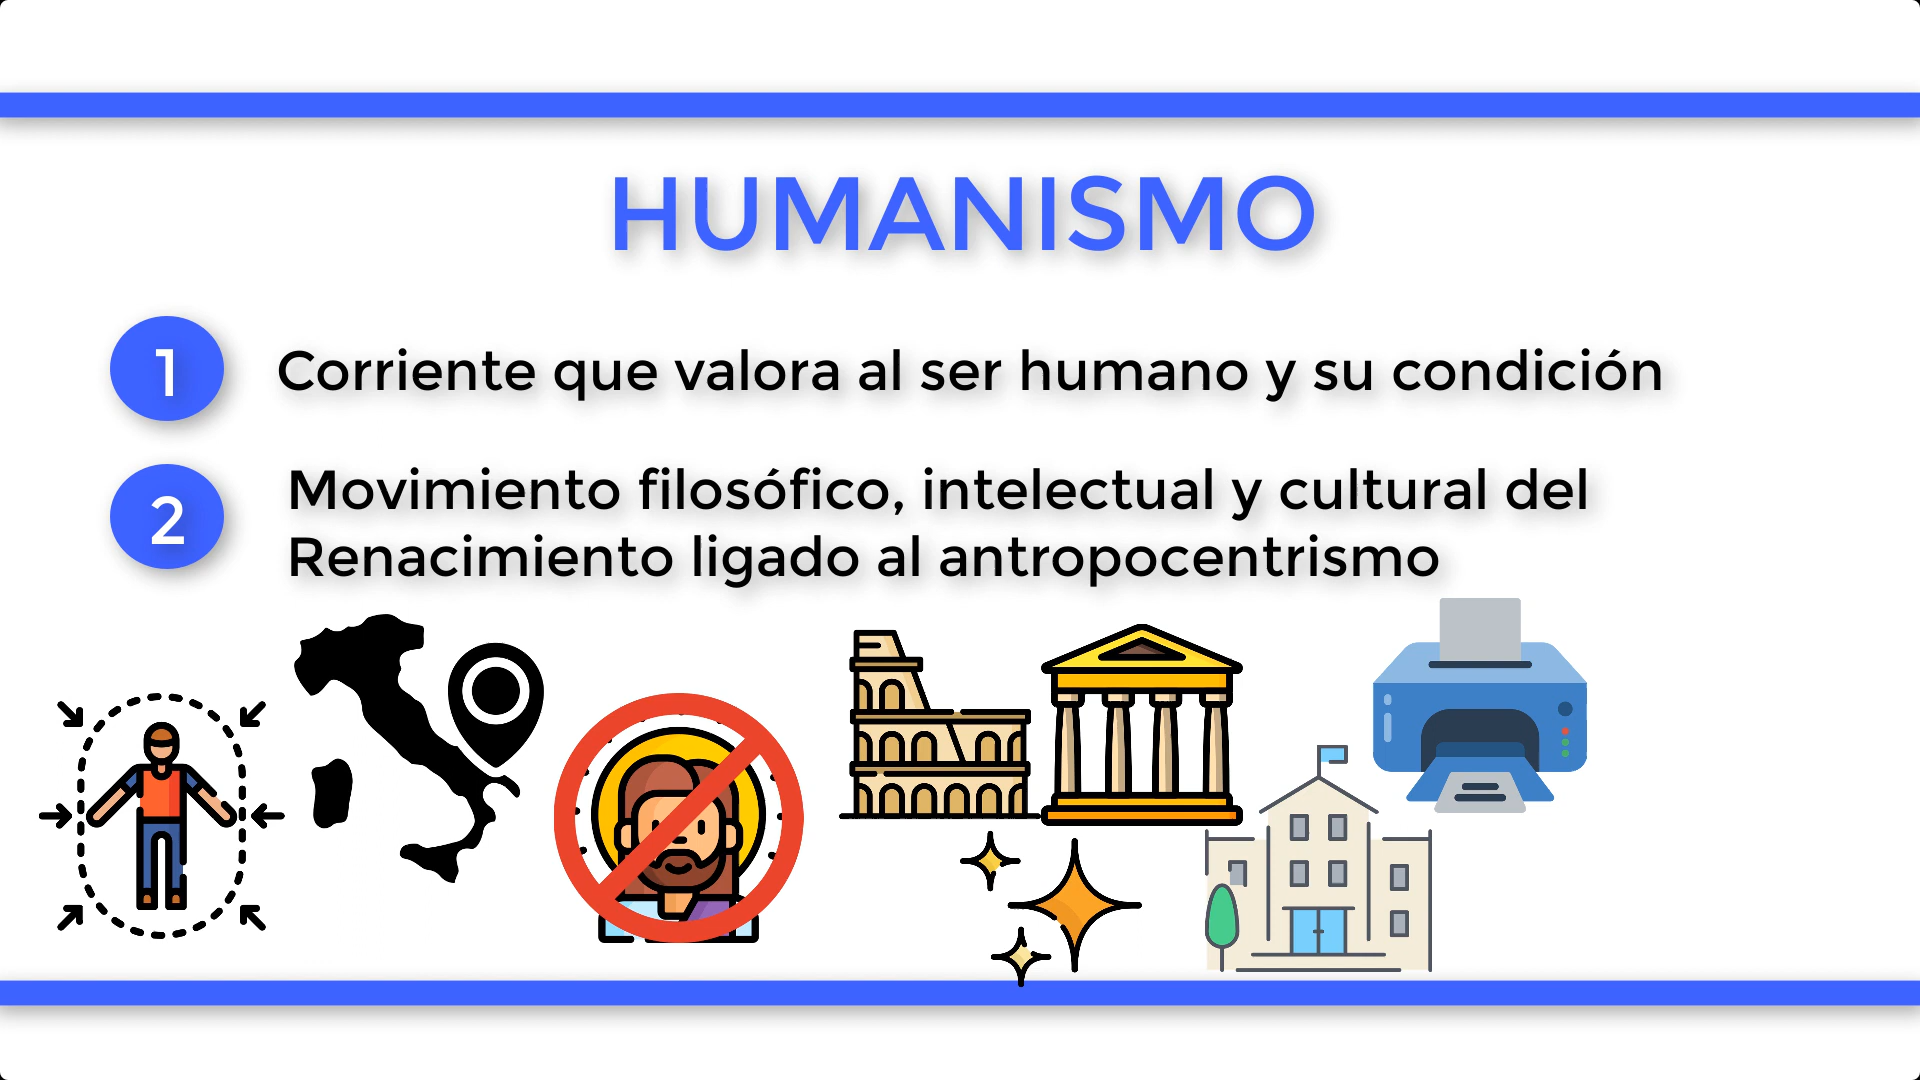 HUMANISMO
1 Corriente que valora al ser humano y su condición
2 Movimiento filosófico, intelectual y cultural del
Renacimiento ligado al antropocentrismo